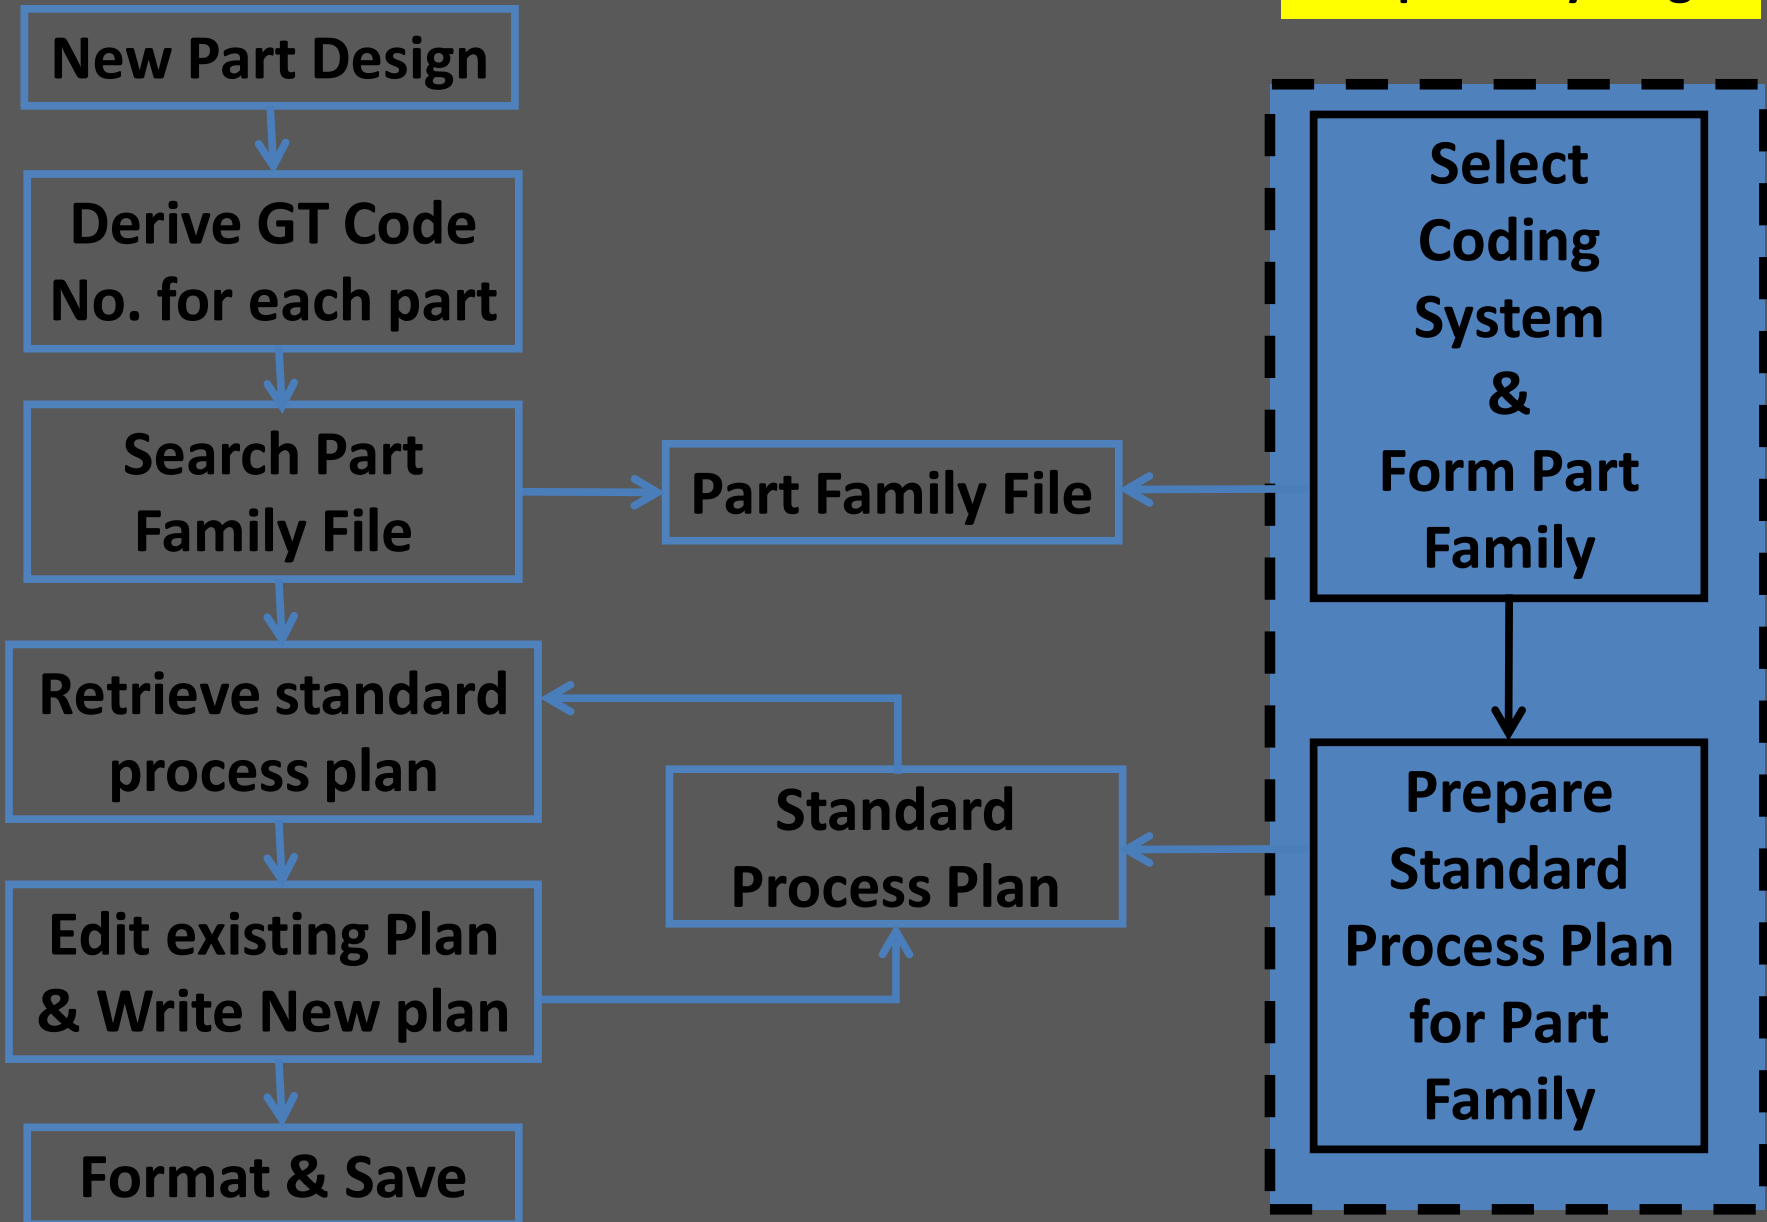 New Part Design
Derive GT Code
No. for each part
Search Part
Family File
Retrieve standard
process plan
Edit existing Plan
& Write New plan
Format & Save
Part Family File
Standard
Process Plan
Select
Coding
System
&
Form Part
Family
Prepare
Standard
Process Plan
for Part
Family